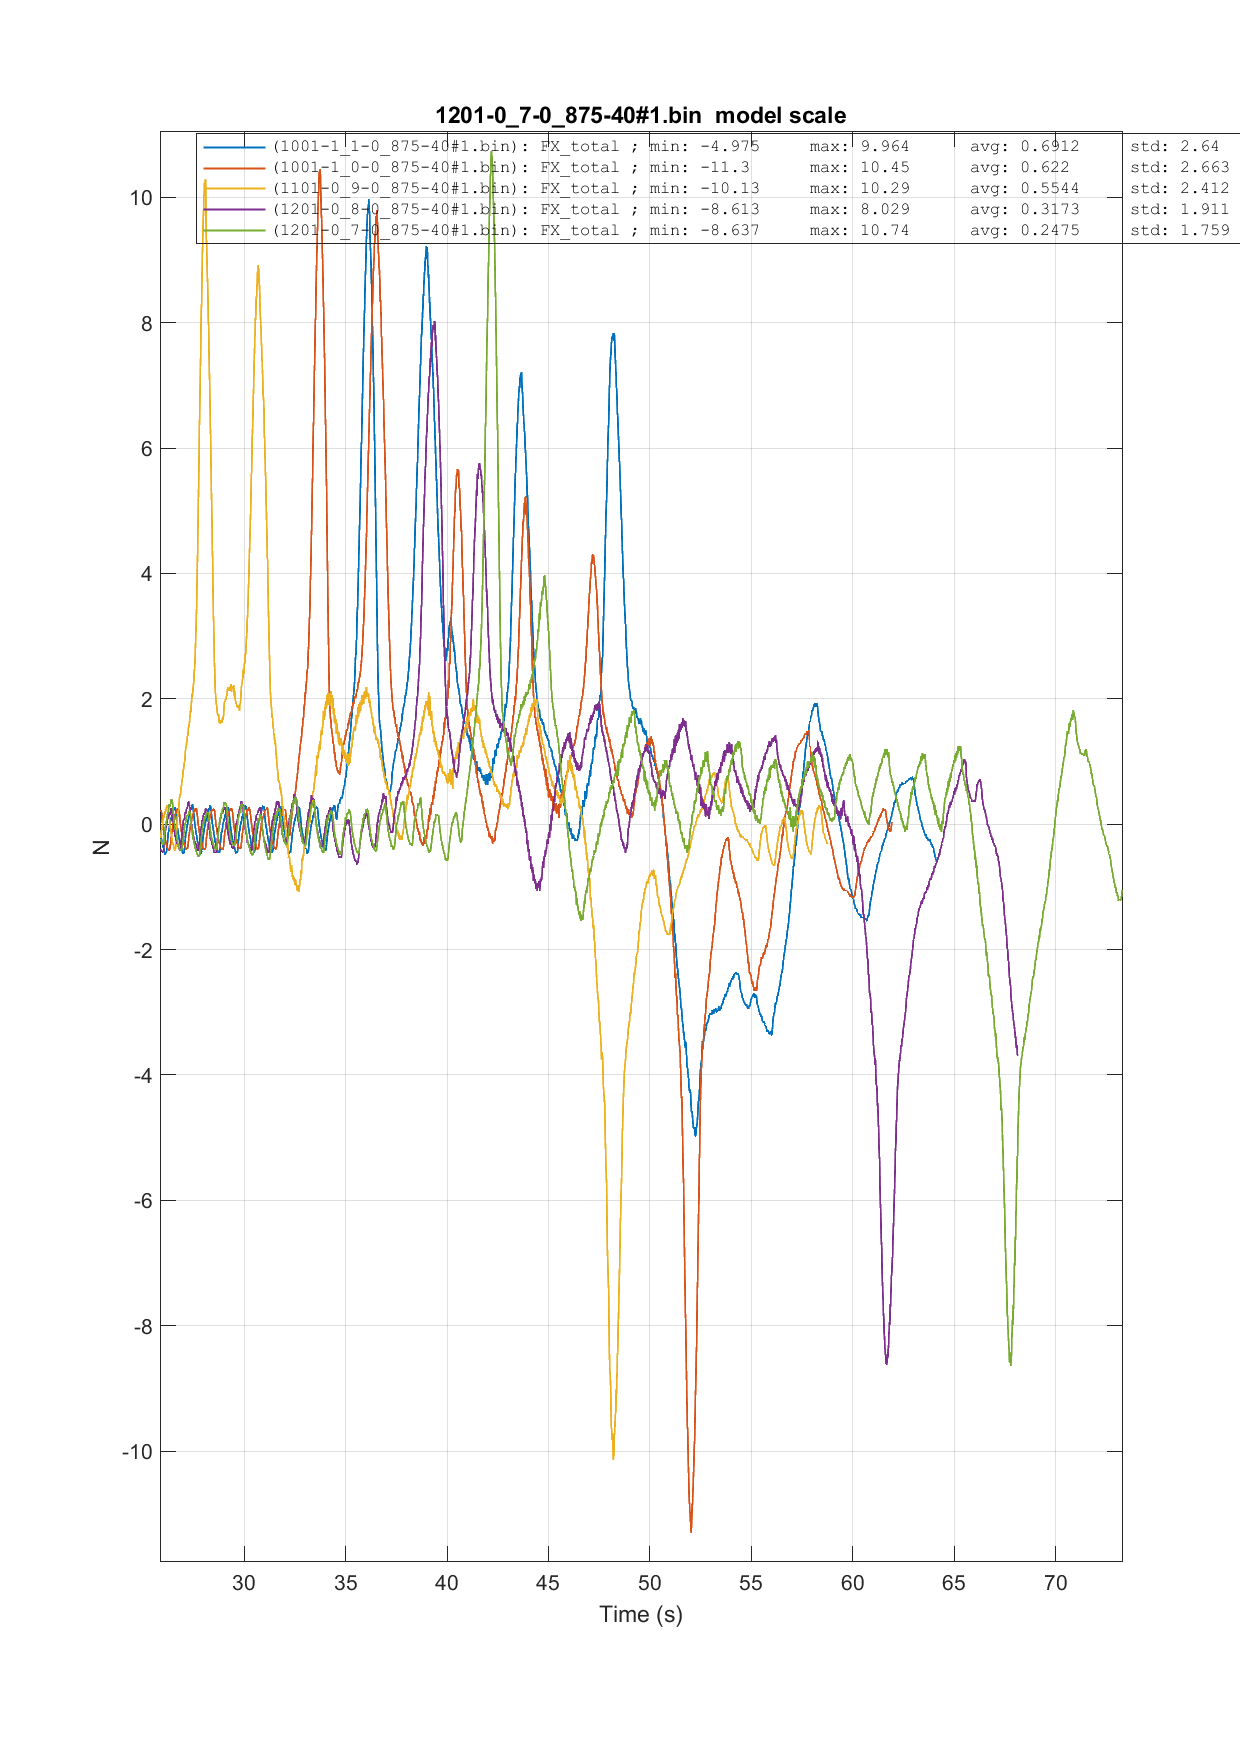 1201-0_7-0_875-40#1.bin  model scale
(1001-1_1-0_875-40#1.bin): FX_total ; min: -4.975 max: 9.964 avg: 0.6912 std: 2.64
(1001-1_0-0_875-40#1.bin): FX_total ; min: -11.3 max: 10.45 avg: 0.622 std: 2.663
(1101-0_9-0_875-40#1.bin): FX_total ; min: -10.13 max: 10.29 avg: 0.5544 std: 2.412
(1201-0_8-0_875-40#1.bin): FX_total ; min: -8.613 max: 8.029 avg: 0.3173 std: 1.911
(1201-0_7-0_875-40#1.bin): FX_total ; min: -8.637 max: 10.74 avg: 0.2475 std: 1.759
10
8
6
4
2
0
-2
-4
-6
-8
-10
N
30 35 40 45 50 55 60 65 70
Time (s)